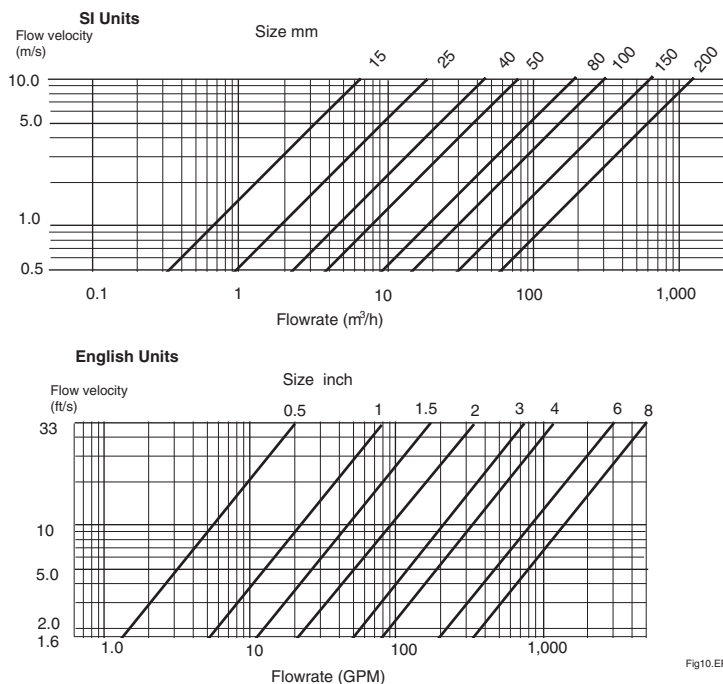 SI Units
Flow velocity
(m/s)
Size mm
15 25 40 50 80 100 150 200
10.0
5.0
1.0
0.5
0.1 1 10 100 1,000
Flowrate (m³/h)
English Units
Flow velocity
(ft/s)
Size inch
0.5 1 1.5 2 3 4 6 8
33
10
5.0
2.0
1.6
1.0 10 100 1,000
Flowrate (GPM)